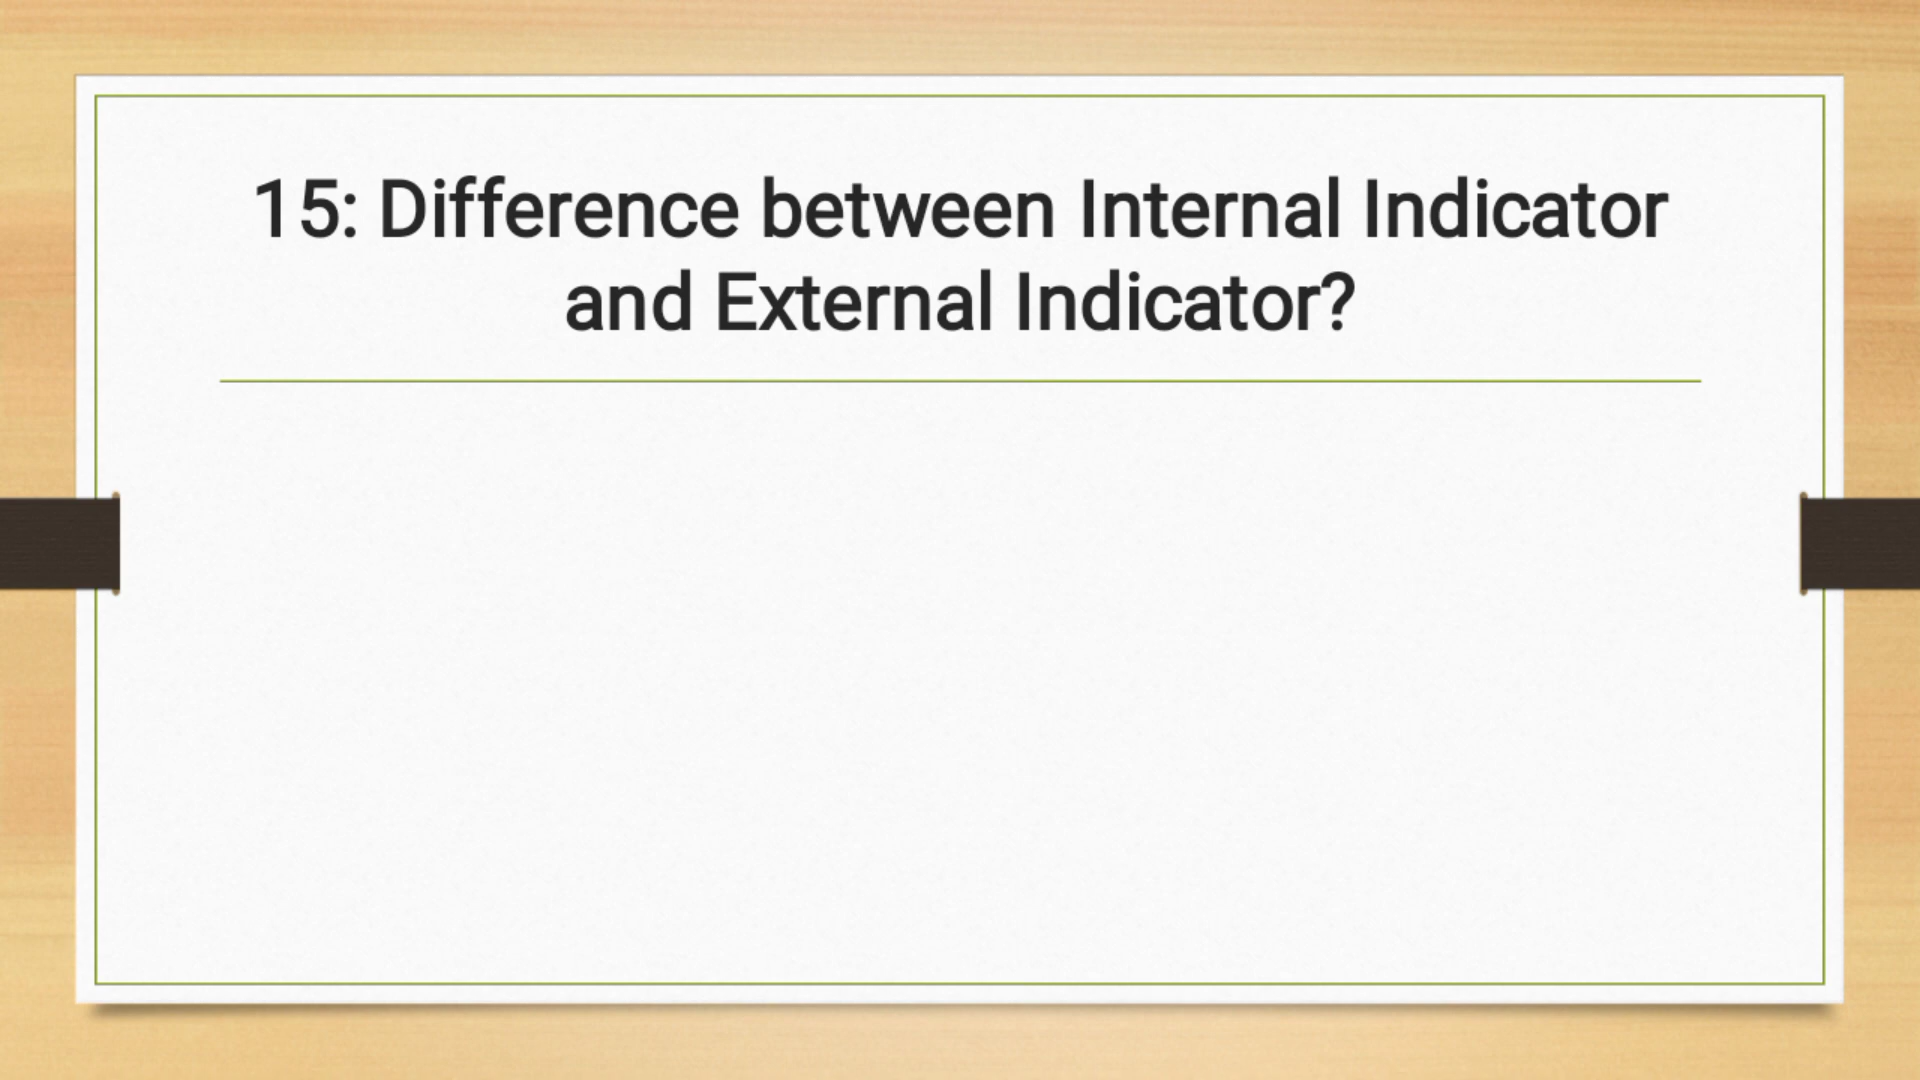 15: Difference between Internal Indicator
and External Indicator?